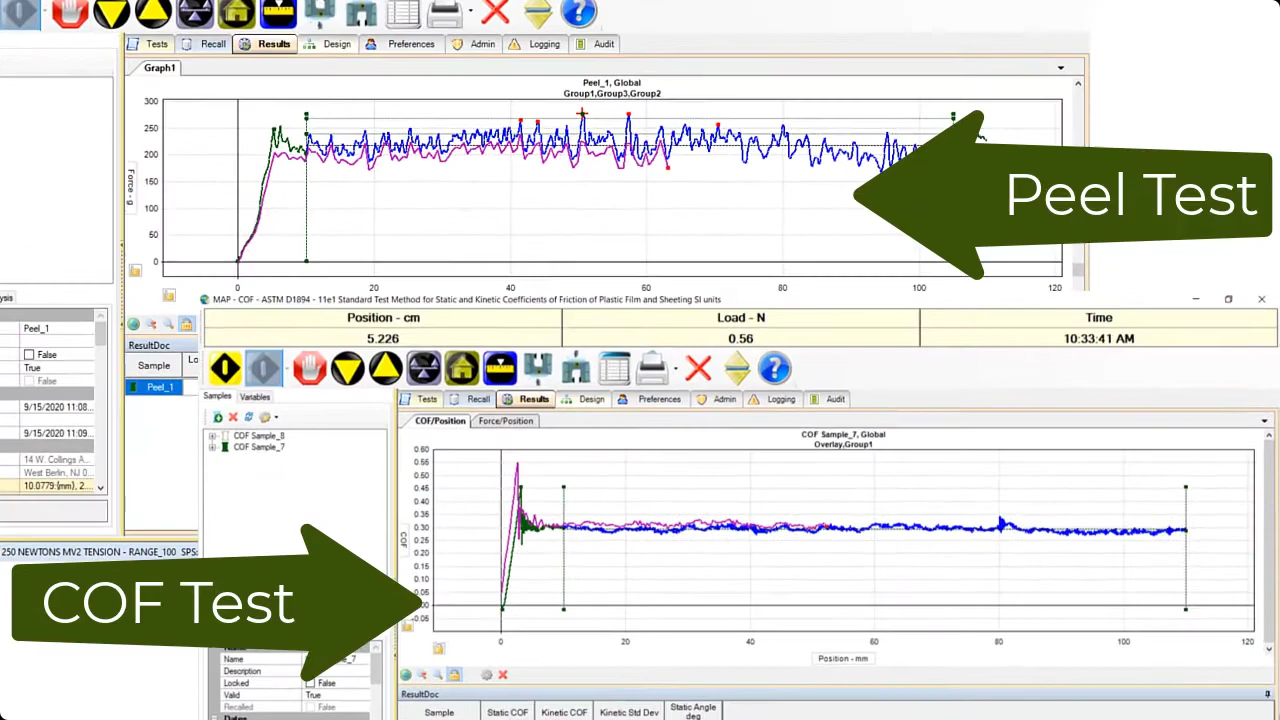 Tests Recall Results Design Preferences Admin Logging Audit
Graph1
Peel_1, Global
Group1,Group3,Group2
300
250
200
150
100
50
0
Force - g
0 20 40 60 80 100 120
Peel Test
ysis
Peel_1
False
True
False
9/15/2020 11:08...
9/15/2020 11:09...
14 W. Collings A...
West Berlin, NJ 0...
10.0779:{mm}, 2....
ResultDoc
Sample Lo
Peel_1
250 NEWTONS MV2 TENSION - RANGE_100 SPS:
MAP - COF - ASTM D1894 - 11e1 Standard Test Method for Static and Kinetic Coefficients of Friction of Plastic Film and Sheeting SI units
Position - cm Load - N Time
5.226 0.56 10:33:41 AM
Samples Variables
COF Sample_8
COF Sample_7
Tests Recall Results Design Preferences Admin Logging Audit
COF/Position Force/Position
COF Sample_7, Global
Overlay,Group1
0.60
0.55
0.50
0.45
0.40
0.35
0.30
0.25
0.20
0.15
0.10
0.05
COF
0 20 40 60 80 100 120
Position - mm
COF Test
Name
Description
Locked False
Valid True
Recalled False
Dates
ResultDoc
Sample Static COF Kinetic COF Kinetic Std Dev Static Angle
deg